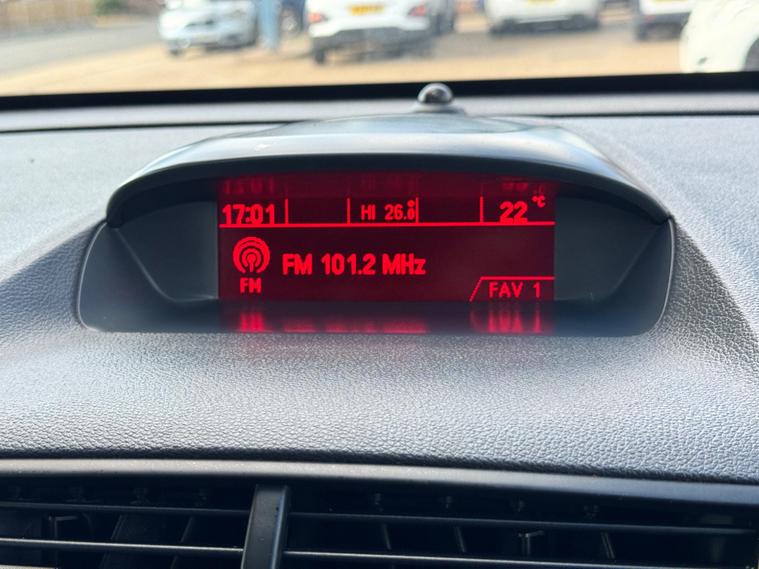 17:01 HI 26.0 22 °C
FM 101.2 MHz
FM
FAV 1